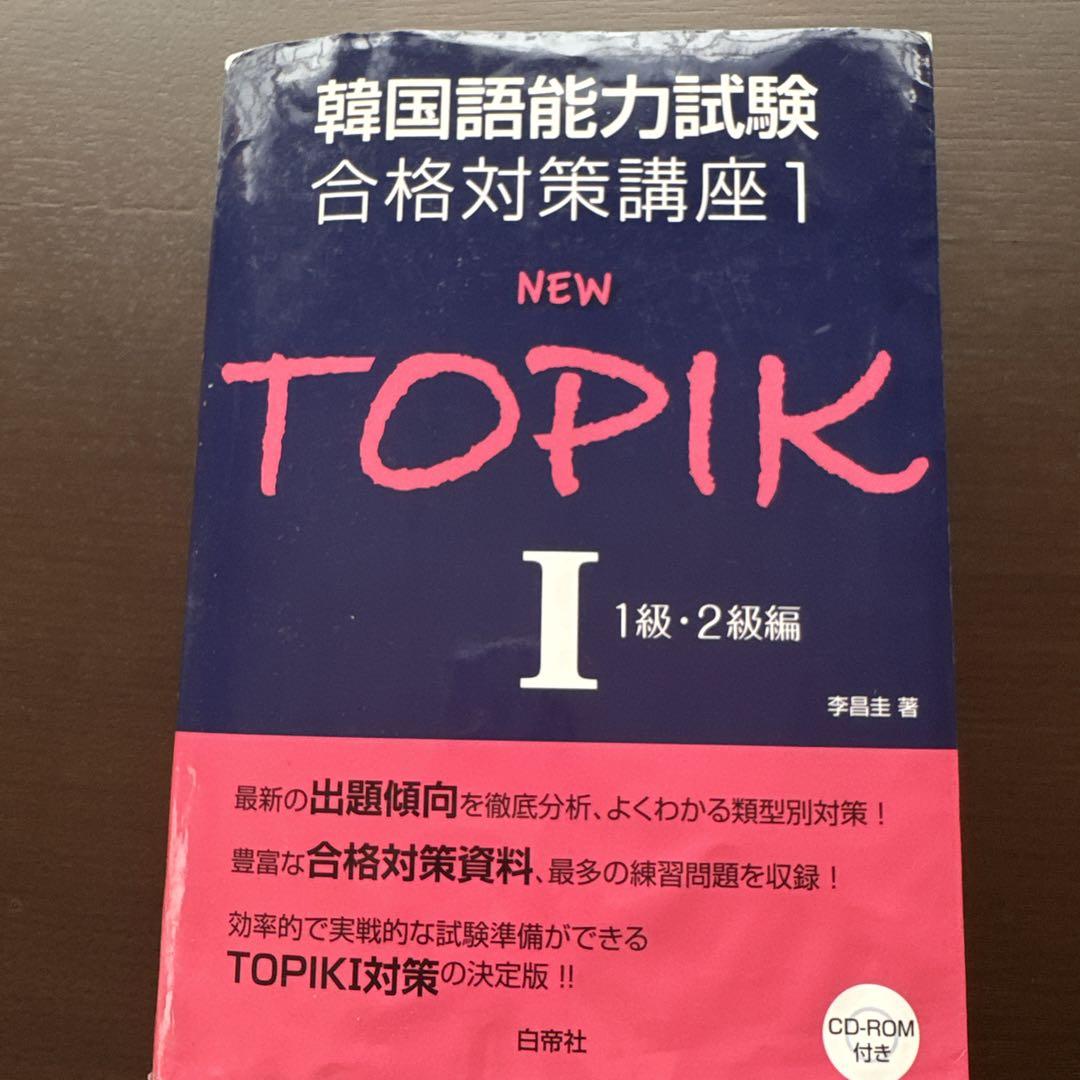 韓国語能力試験
合格対策講座1
NEW
TOPIK
I 1級・2級編
李昌圭 著
最新の出題傾向を徹底分析、よくわかる類型別対策！
豊富な合格対策資料、最多の練習問題を収録！
効率的で実戦的な試験準備ができる
TOPIKI対策の決定版!!
白帝社
CD-ROM
付き